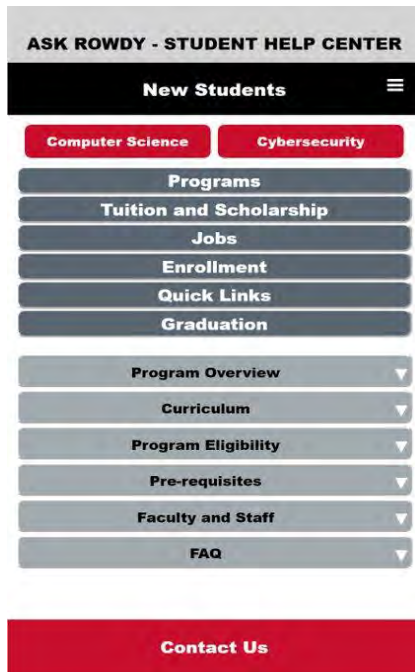 ASK ROWDY - STUDENT HELP CENTER
New Students
Computer Science
Cybersecurity
Programs
Tuition and Scholarship
Jobs
Enrollment
Quick Links
Graduation
Program Overview
Curriculum
Program Eligibility
Pre-requisites
Faculty and Staff
FAQ
Contact Us